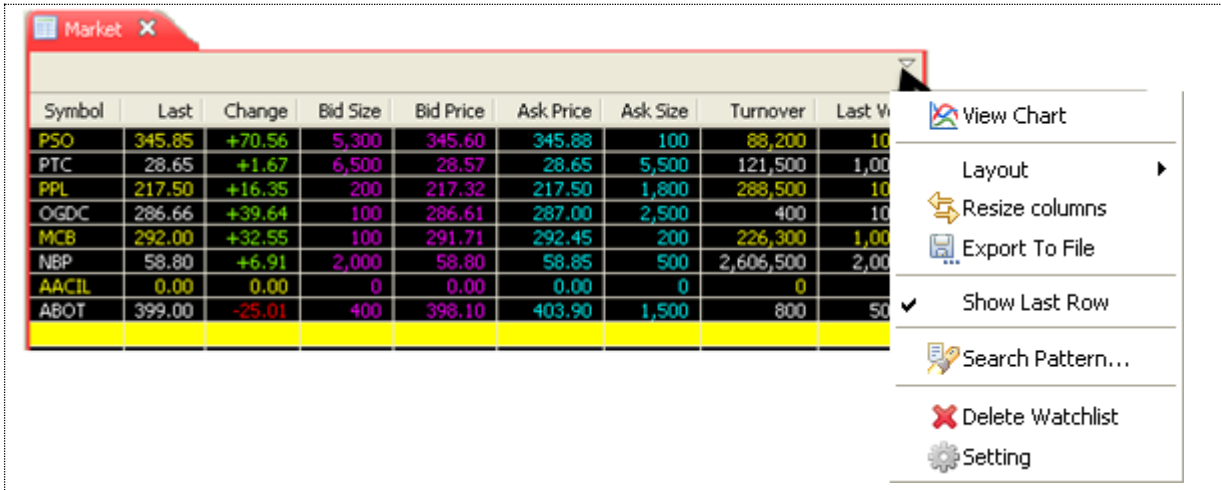 Market
Symbol Last Change Bid Size Bid Price Ask Price Ask Size Turnover Last
PSO 345.85 +70.56 5,300 345.60 345.88 100 88,200
PTC 28.65 +1.67 6,500 28.57 28.65 5,500 121,500
PPL 217.50 +16.35 200 217.32 217.50 1,800 288,500
OGDC 286.66 +39.64 100 286.61 287.00 2,500 400
MCB 292.00 +32.55 100 291.71 292.45 200 226,300
NBP 58.80 +6.91 2,000 58.80 58.85 500 2,606,500
AACIL 0.00 0.00 0 0.00 0.00 0 0
ABOT 399.00 -25.01 400 398.10 403.90 1,500 800
View Chart
Layout
Resize columns
Export To File
Show Last Row
Search Pattern...
Delete Watchlist
Setting